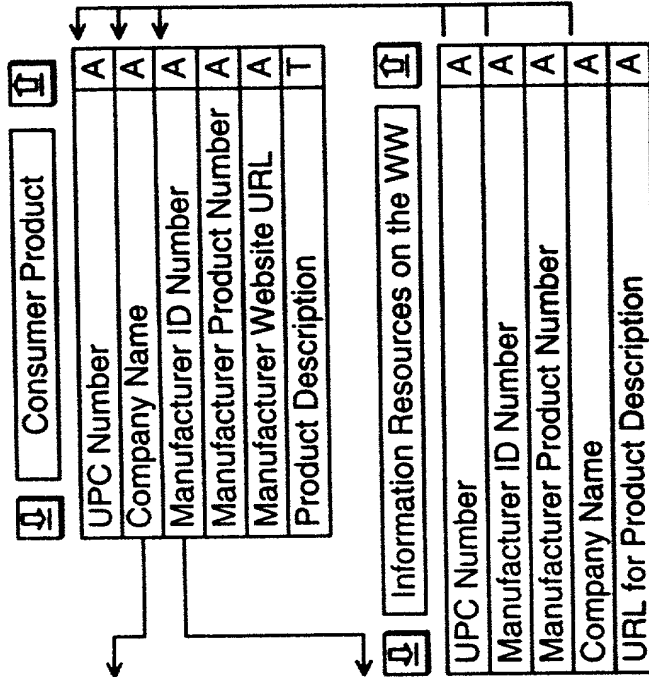 Consumer Product
UPC Number A
Company Name A
Manufacturer ID Number A
Manufacturer Product Number A
Manufacturer Website URL A
Product Description T
Information Resources on the WW
UPC Number A
Manufacturer ID Number A
Manufacturer Product Number A
Company Name A
URL for Product Description A